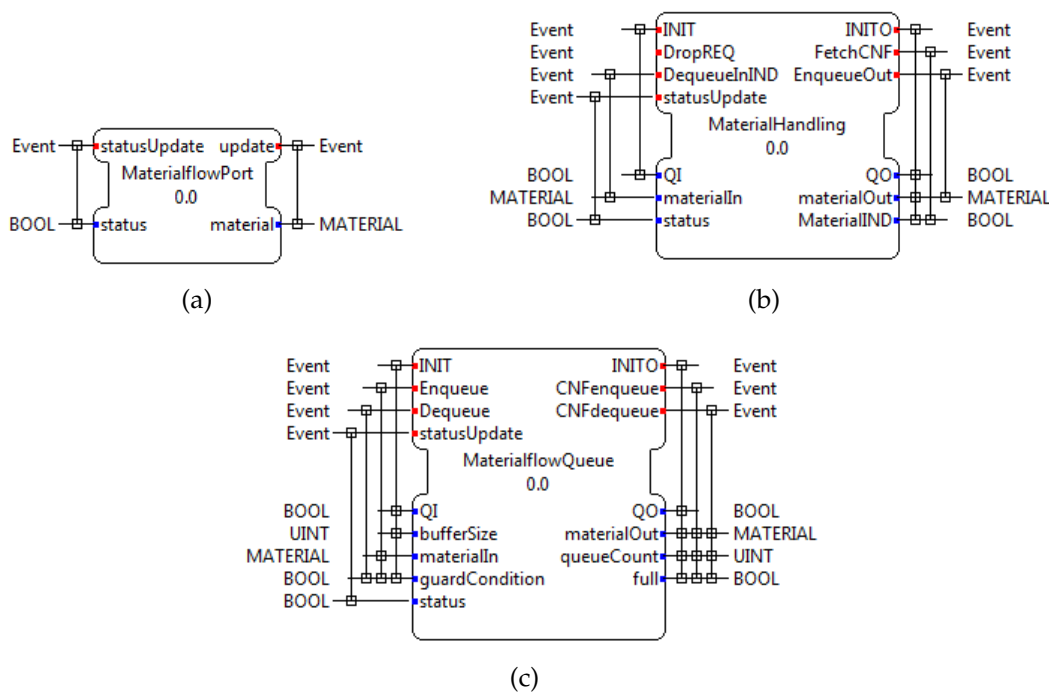 Event INIT INITO Event
Event DropREQ FetchCNF Event
Event DequeueInIND EnqueueOut Event
Event statusUpdate
MaterialHandling
0.0
BOOL QI QO BOOL
MATERIAL materialIn materialOut MATERIAL
BOOL status MaterialIND BOOL
Event statusUpdate update Event
MaterialflowPort
0.0
BOOL status material MATERIAL
(a)
(b)
Event INIT INITO Event
Event Enqueue CNFenqueue Event
Event Dequeue CNFdequeue Event
Event statusUpdate
MaterialflowQueue
0.0
BOOL QI QO BOOL
UINT bufferSize materialOut MATERIAL
MATERIAL materialIn queueCount UINT
BOOL guardCondition full BOOL
BOOL status
(c)